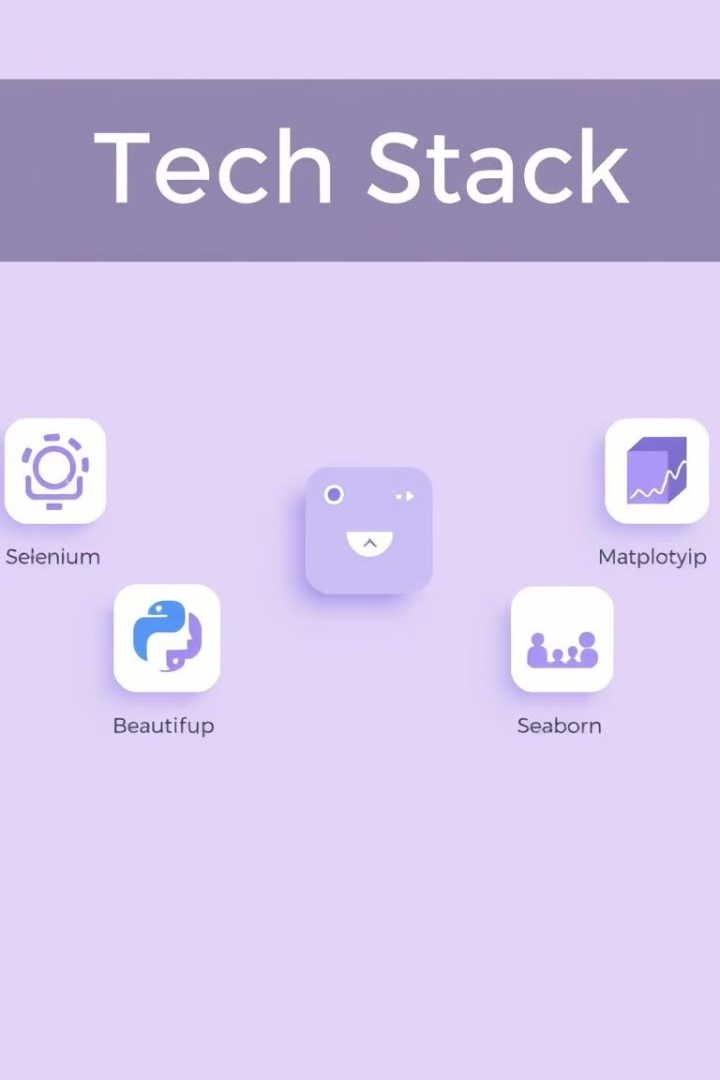 Tech Stack
Selenium
Matplotyip
Beautifup
Seaborn